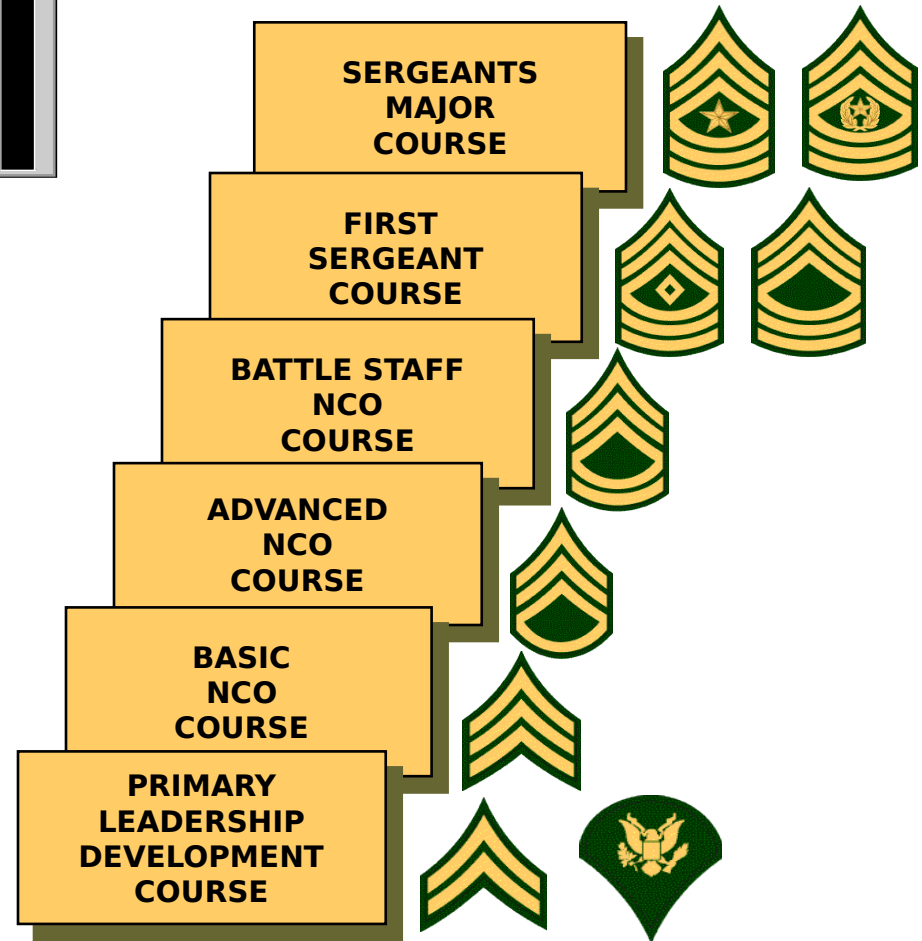 SERGEANTS
MAJOR
COURSE
FIRST
SERGEANT
COURSE
BATTLE STAFF
NCO
COURSE
ADVANCED
NCO
COURSE
BASIC
NCO
COURSE
PRIMARY
LEADERSHIP
DEVELOPMENT
COURSE